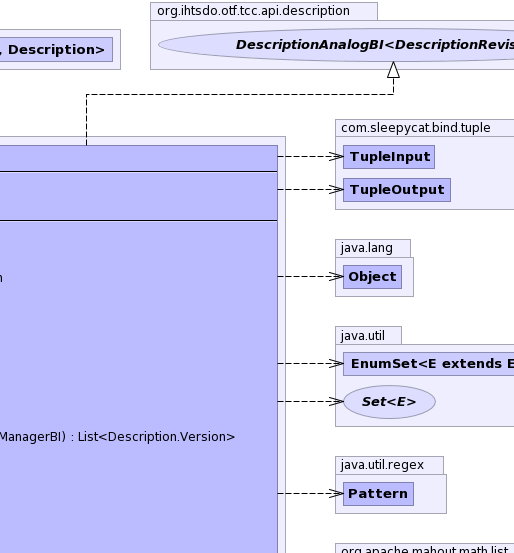 org.ihtsdo.otf.tcc.api.description
, Description>
DescriptionAnalogBI<DescriptionRevis
com.sleepycat.bind.tuple
TupleInput
TupleOutput
java.lang
Object
n
java.util
EnumSet<E extends E
Set<E>
ManagerBI) : List<Description.Version>
java.util.regex
Pattern
org.apache.mahout.math.list